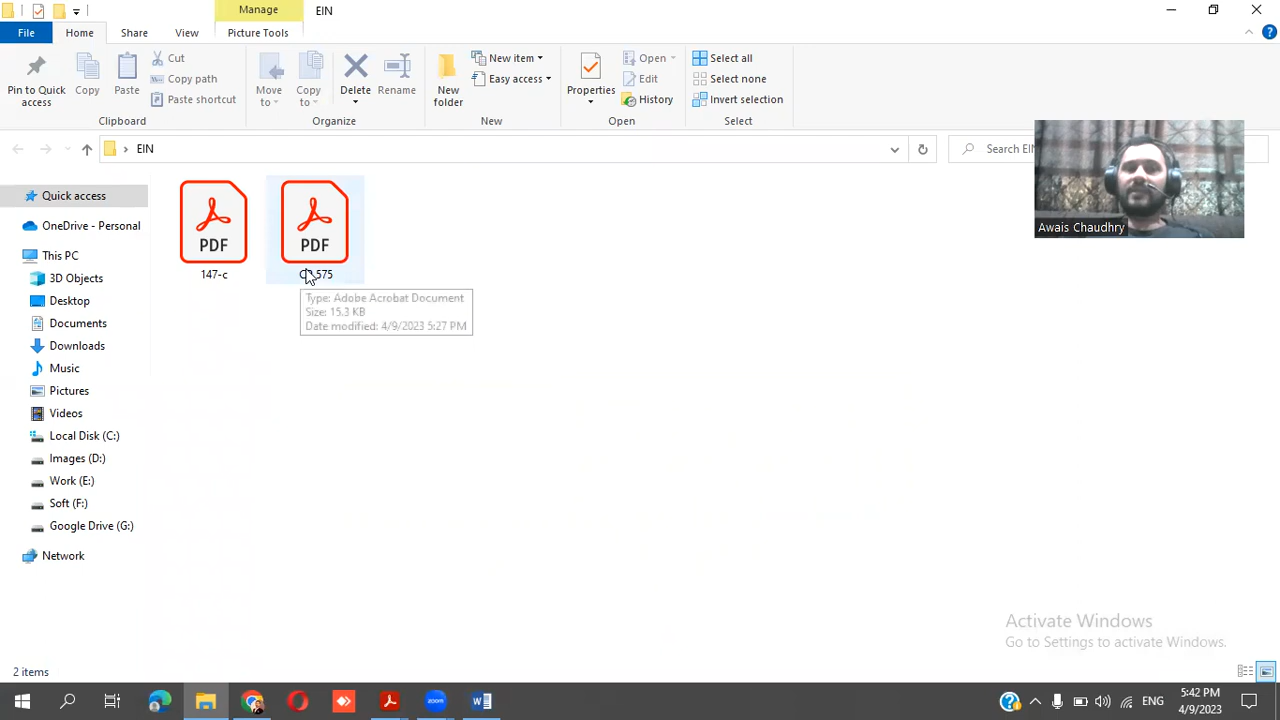 Manage
EIN
File
Home
Share
View
Picture Tools
Pin to Quick access
Copy
Paste
Cut
Copy path
Paste shortcut
Move to
Copy to
Delete
Rename
New folder
New item
Easy access
Properties
Open
Edit
History
Select all
Select none
Invert selection
Clipboard
Organize
New
Open
Select
EIN
Search EIN
Awais Chaudhry
Quick access
OneDrive - Personal
This PC
3D Objects
Desktop
Documents
Downloads
Music
Pictures
Videos
Local Disk (C:)
Images (D:)
Work (E:)
Soft (F:)
Google Drive (G:)
Network
PDF
PDF
147-c
575
Type: Adobe Acrobat Document
Size: 15.3 KB
Date modified: 4/9/2023 5:27 PM
Activate Windows
Go to Settings to activate Windows.
2 items
zoom
ENG
5:42 PM
4/9/2023